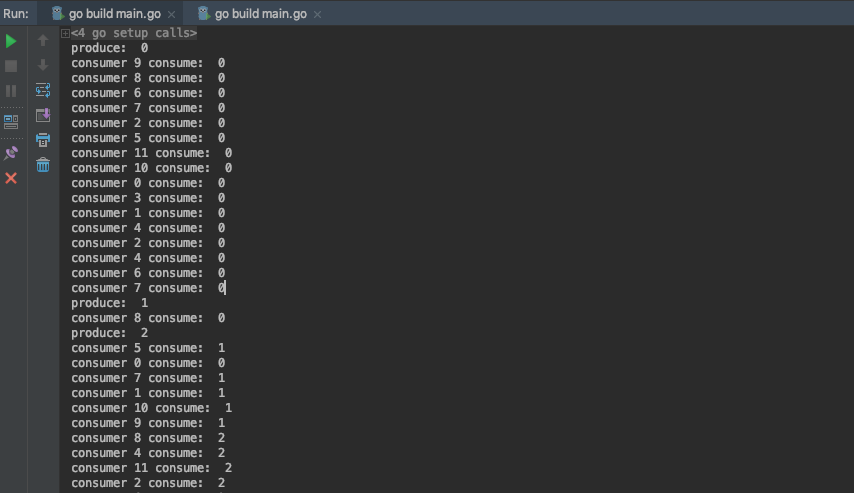 Run: go build main.go × go build main.go ×
<4 go setup calls>
produce:  0
consumer 9 consume:  0
consumer 8 consume:  0
consumer 6 consume:  0
consumer 7 consume:  0
consumer 2 consume:  0
consumer 5 consume:  0
consumer 11 consume:  0
consumer 10 consume:  0
consumer 0 consume:  0
consumer 3 consume:  0
consumer 1 consume:  0
consumer 4 consume:  0
consumer 2 consume:  0
consumer 4 consume:  0
consumer 6 consume:  0
consumer 7 consume:  0
produce:  1
consumer 8 consume:  0
produce:  2
consumer 5 consume:  1
consumer 0 consume:  0
consumer 7 consume:  1
consumer 1 consume:  1
consumer 10 consume:  1
consumer 9 consume:  1
consumer 8 consume:  2
consumer 4 consume:  2
consumer 11 consume:  2
consumer 2 consume:  2